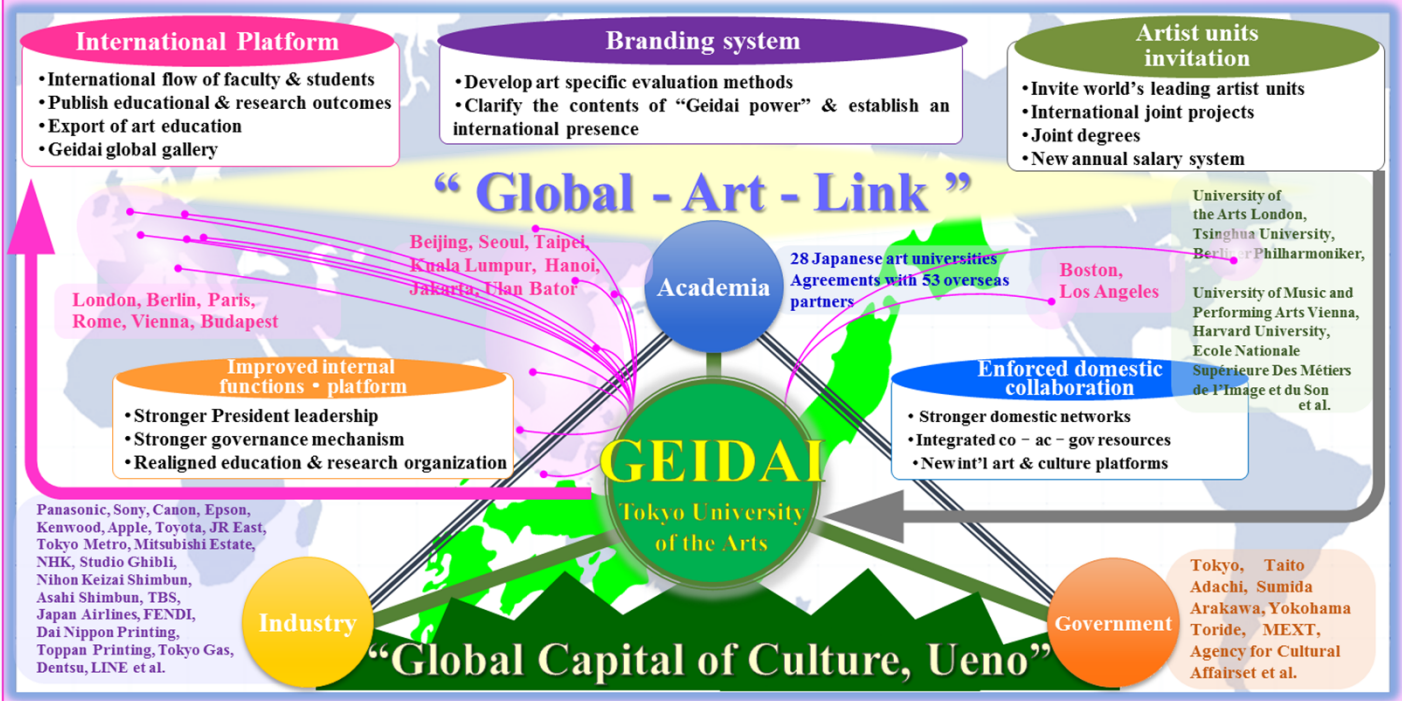 International Platform
•International flow of faculty & students
•Publish educational & research outcomes
•Export of art education
•Geidai global gallery
Branding system
•Develop art specific evaluation methods
•Clarify the contents of “Geidai power” & establish an
international presence
Artist units
invitation
•Invite world’s leading artist units
•International joint projects
•Joint degrees
•New annual salary system
“ Global - Art - Link ”
London, Berlin, Paris,
Rome, Vienna, Budapest
Beijing, Seoul, Taipei,
Kuala Lumpur, Hanoi,
Jakarta, Ulan Bator
Academia
28 Japanese art universities
Agreements with 53 overseas
partners
Boston,
Los Angeles
University of
the Arts London,
Tsinghua University,
Berliner Philharmoniker,
University of Music and
Performing Arts Vienna,
Harvard University,
Ecole Nationale
Supérieure Des Métiers
de l’Image et du Son
et al.
Improved internal
functions・platform
•Stronger President leadership
•Stronger governance mechanism
•Realigned education & research organization
Enforced domestic
collaboration
• Stronger domestic networks
•Integrated co－ac－gov resources
•New int’l art & culture platforms
GEIDAI
Tokyo University
of the Arts
Panasonic, Sony, Canon, Epson,
Kenwood, Apple, Toyota, JR East,
Tokyo Metro, Mitsubishi Estate,
NHK, Studio Ghibli,
Nihon Keizai Shimbun,
Asahi Shimbun, TBS,
Japan Airlines, FENDI,
Dai Nippon Printing,
Toppan Printing, Tokyo Gas,
Dentsu, LINE et al.
Industry
Government
Tokyo, Taito
Adachi, Sumida
Arakawa, Yokohama
Toride, MEXT,
Agency for Cultural
Affairset et al.
“Global Capital of Culture, Ueno”